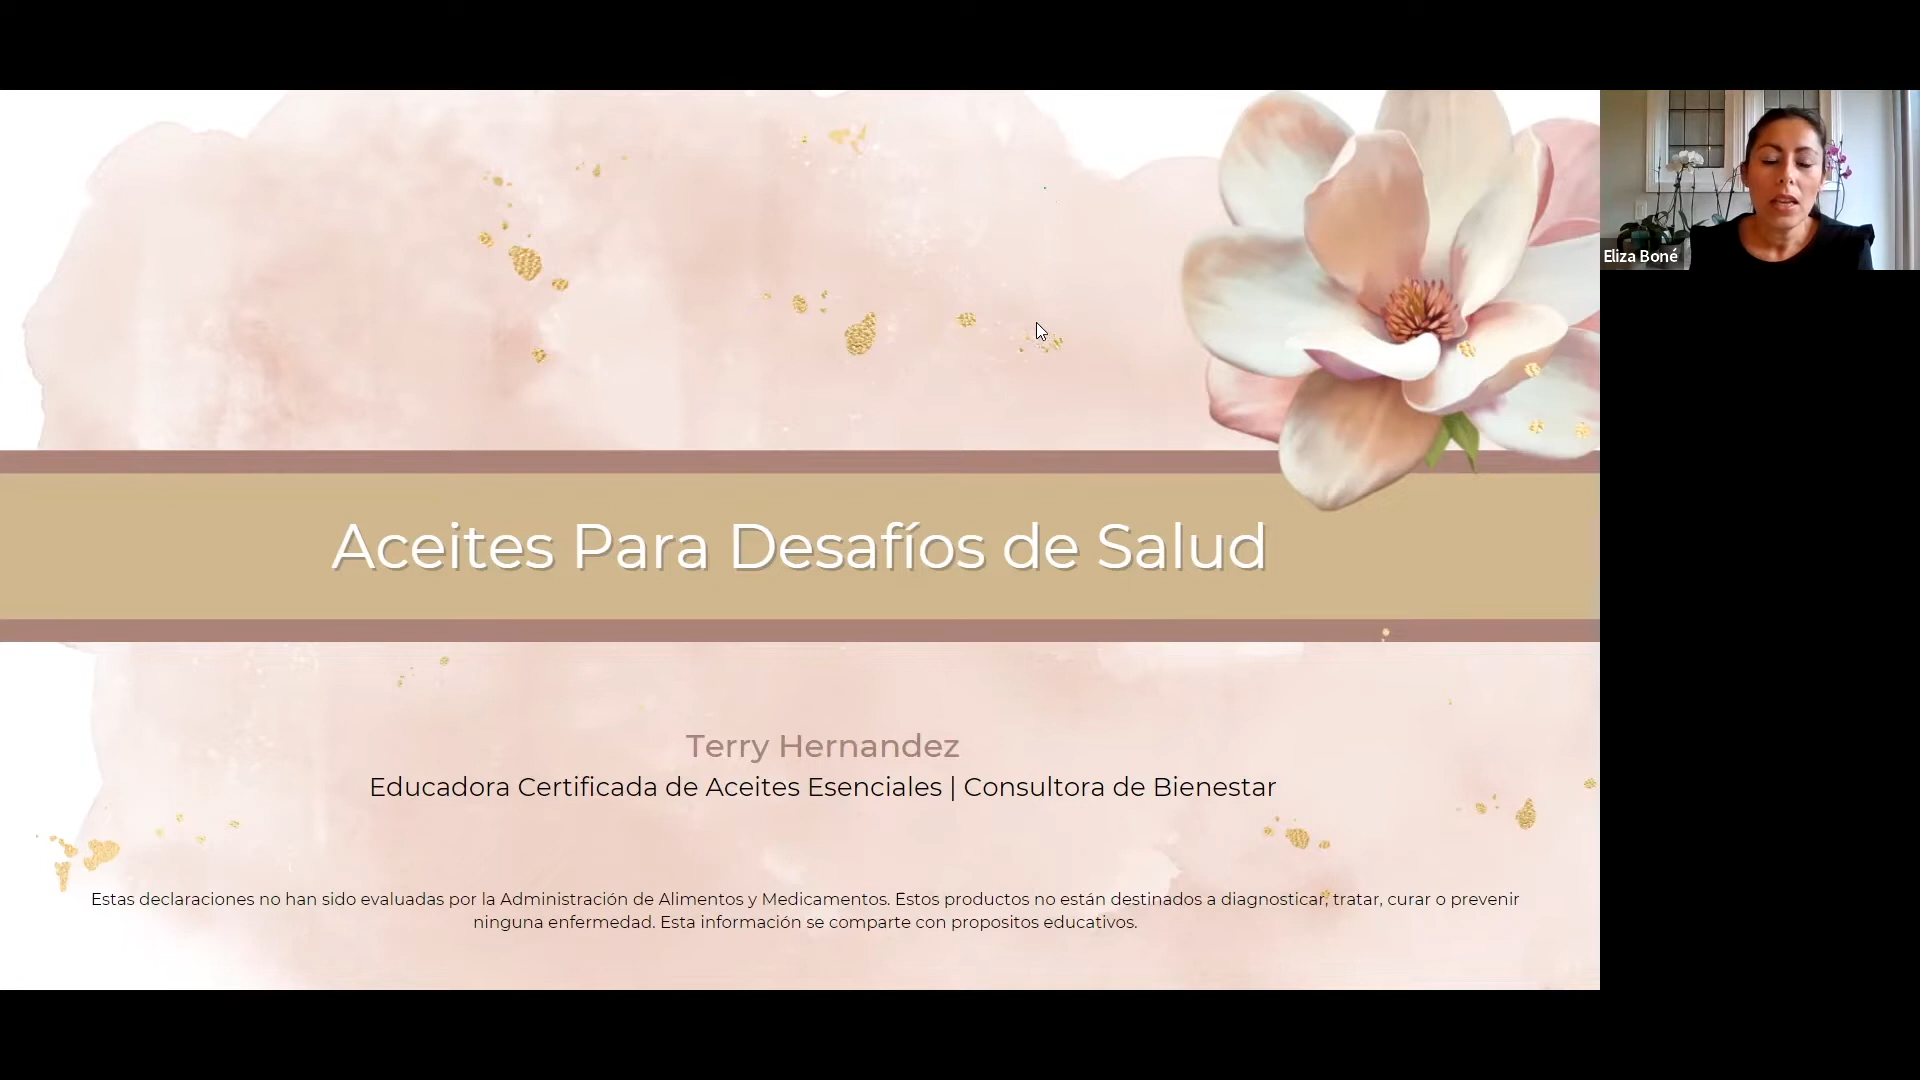 Eliza Boné
Aceites Para Desafíos de Salud
Terry Hernandez
Educadora Certificada de Aceites Esenciales | Consultora de Bienestar
Estas declaraciones no han sido evaluadas por la Administración de Alimentos y Medicamentos. Estos productos no están destinados a diagnosticar, tratar, curar o prevenir
ninguna enfermedad. Esta información se comparte con propositos educativos.